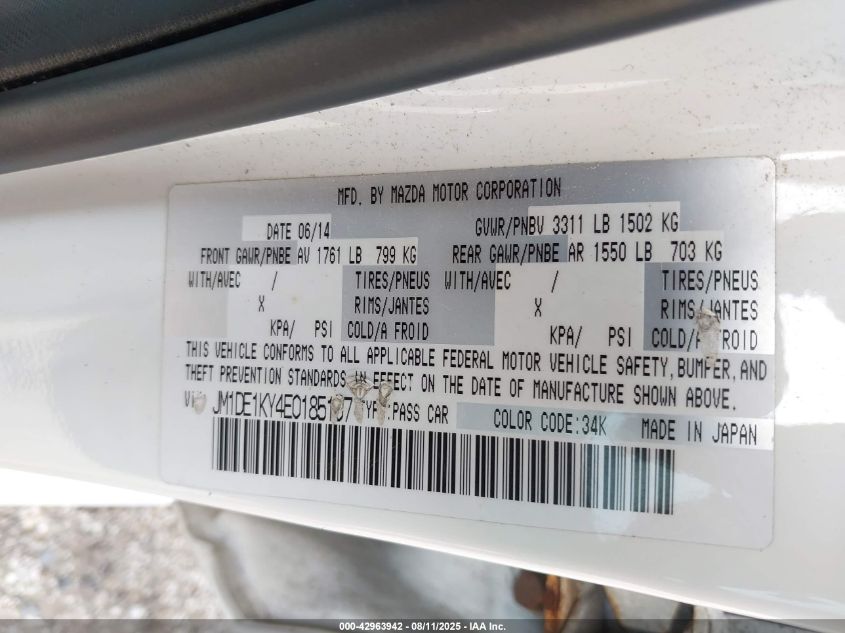 MFD. BY MAZDA MOTOR CORPORATION
DATE 06/14 GVWR/PNBV 3311 LB 1502 KG
FRONT GAWR/PNBE AV 1761 LB 799 KG REAR GAWR/PNBE AR 1550 LB 703 KG
WITH/AVEC / TIRES/PNEUS WITH/AVEC / TIRES/PNEUS
X RIMS/JANTES X RIMS/JANTES
KPA/ PSI COLD/A FROID KPA/ PSI COLD/A FROID
THIS VEHICLE CONFORMS TO ALL APPLICABLE FEDERAL MOTOR VEHICLE SAFETY, BUMPER, AND
THEFT PREVENTION STANDARDS IN EFFECT ON THE DATE OF MANUFACTURE SHOWN ABOVE.
TYPE:PASS CAR COLOR CODE:34K MADE IN JAPAN
000-42963942 - 08/11/2025 - IAA Inc.